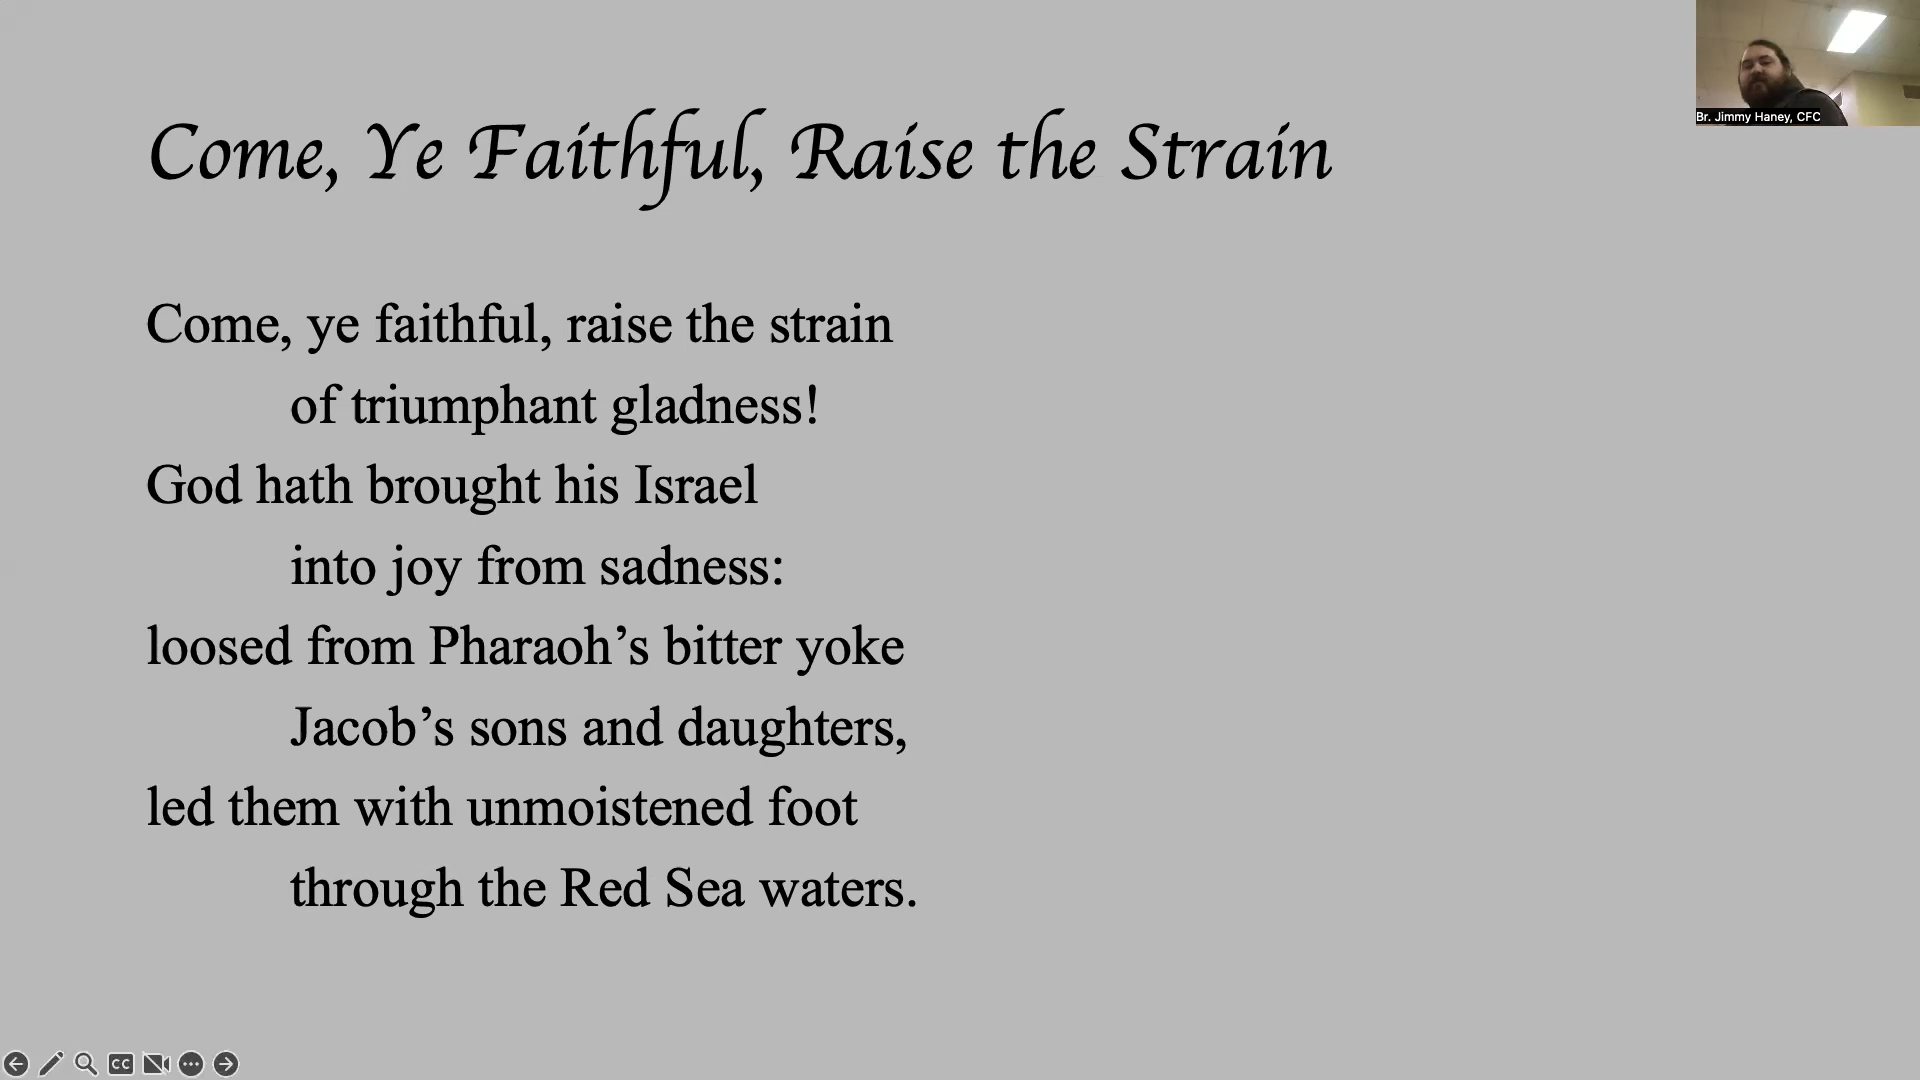 Come, Ye Faithful, Raise the Strain
Br. Jimmy Haney, CFC
Come, ye faithful, raise the strain
of triumphant gladness!
God hath brought his Israel
into joy from sadness:
loosed from Pharaoh’s bitter yoke
Jacob’s sons and daughters,
led them with unmoistened foot
through the Red Sea waters.
CC